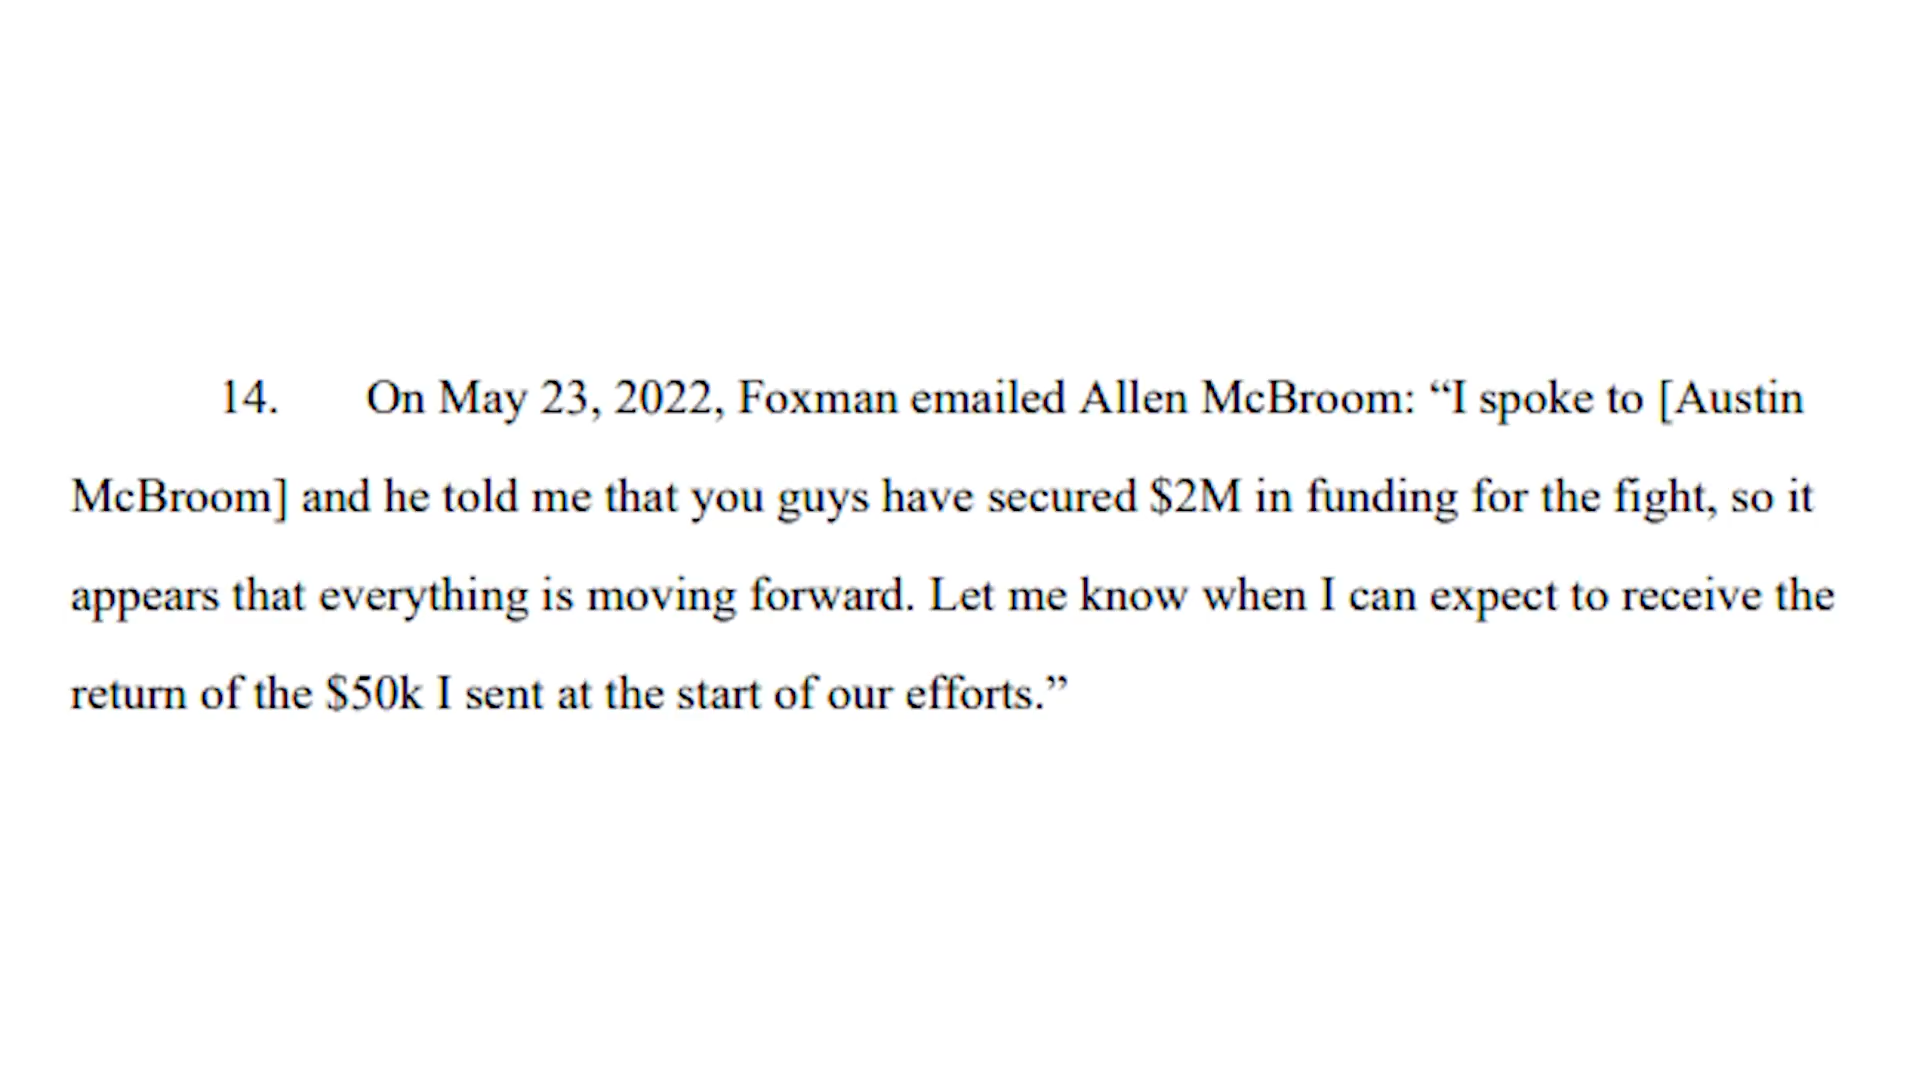 14. On May 23, 2022, Foxman emailed Allen McBroom: “I spoke to [Austin
McBroom] and he told me that you guys have secured $2M in funding for the fight, so it
appears that everything is moving forward. Let me know when I can expect to receive the
return of the $50k I sent at the start of our efforts.”